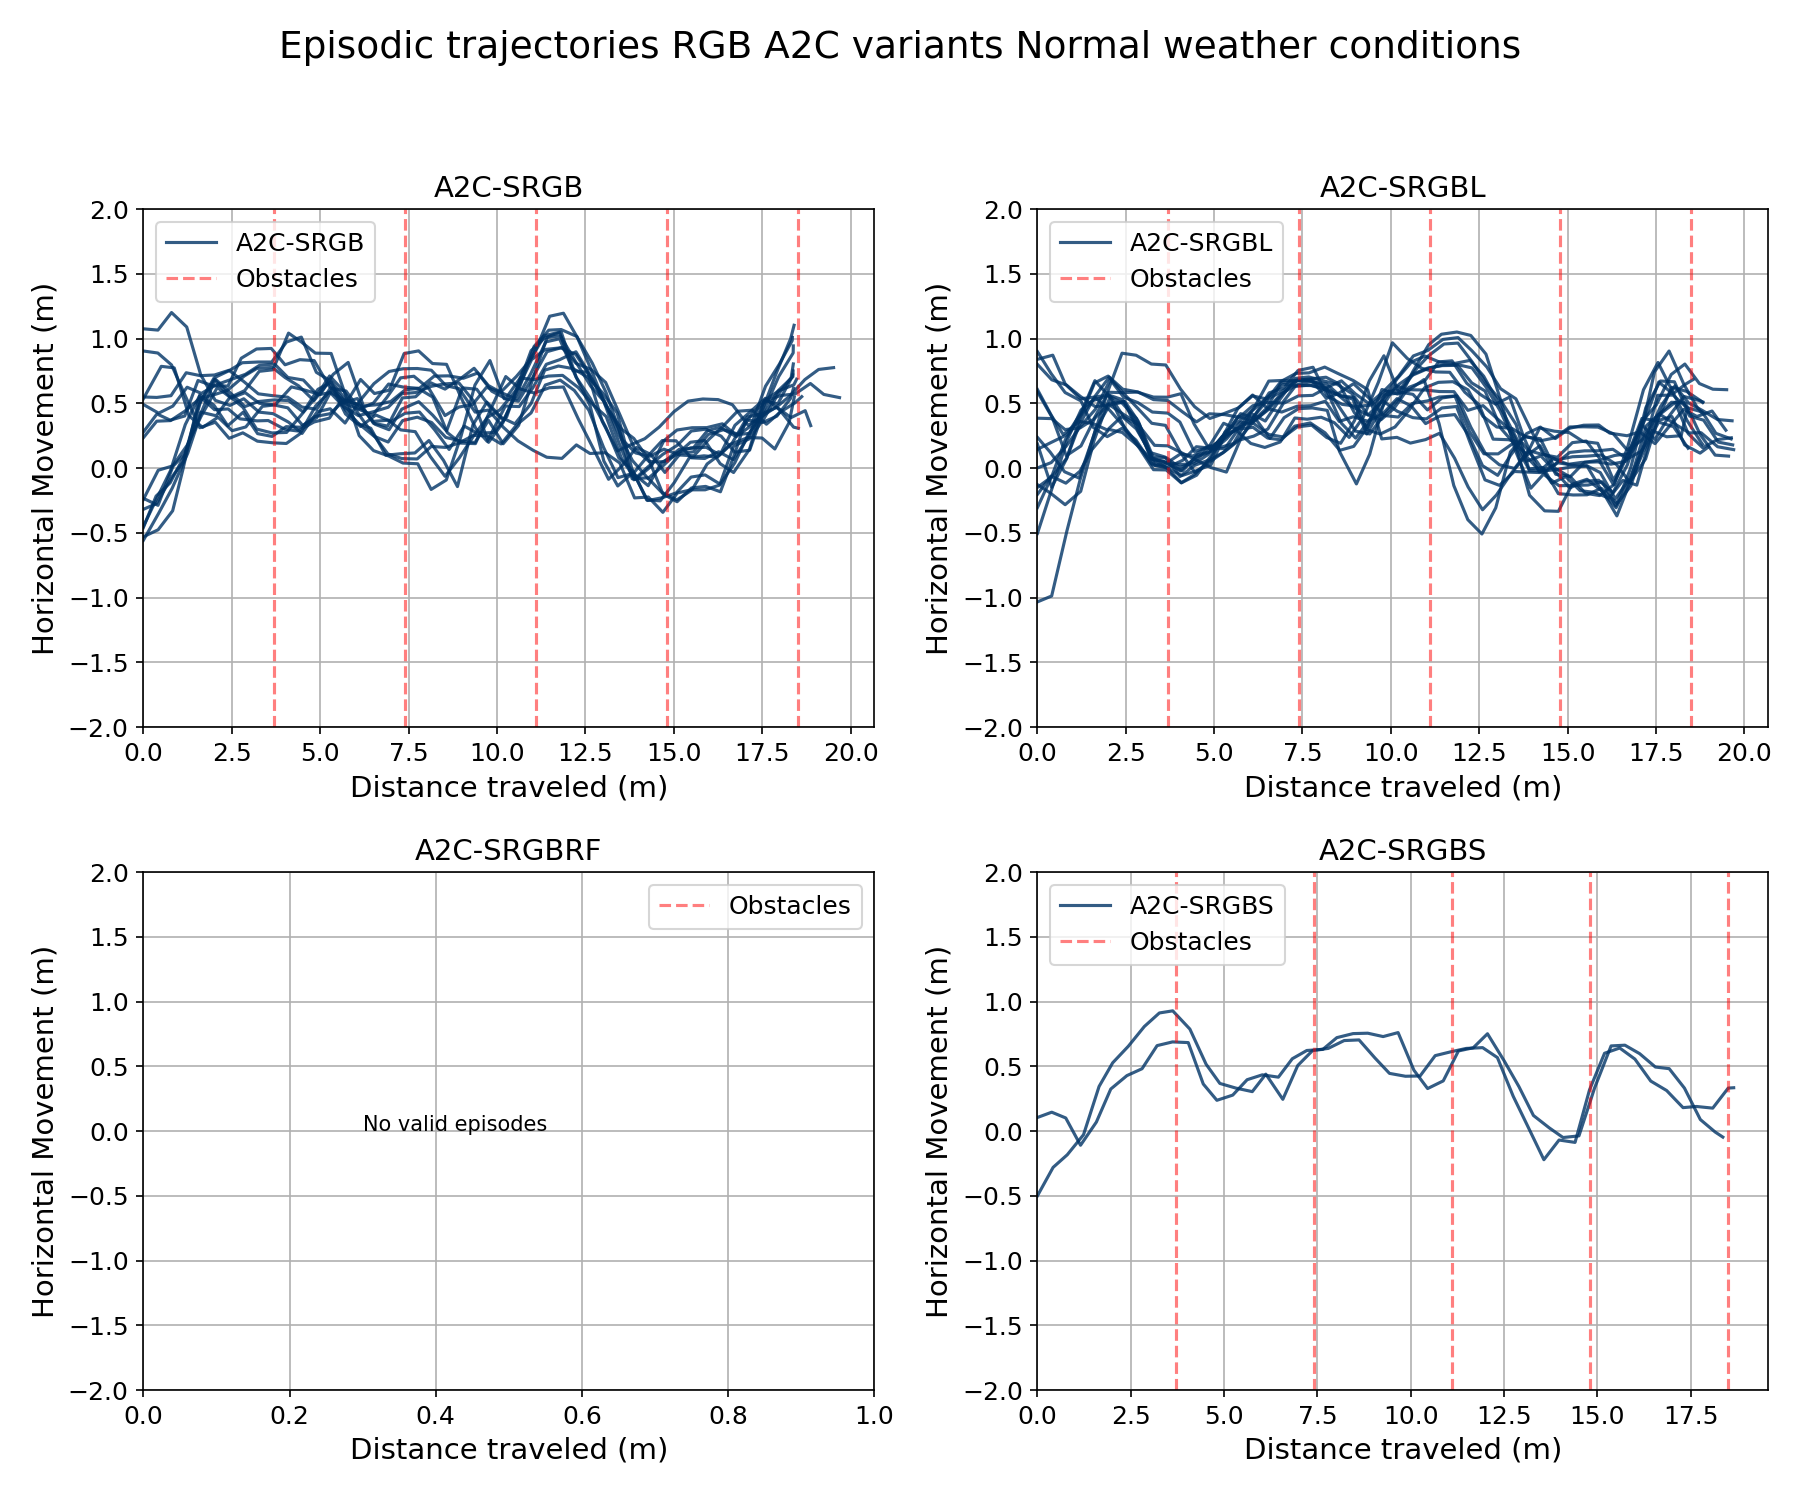 Episodic trajectories RGB A2C variants Normal weather conditions
A2C-SRGB
A2C-SRGB
Obstacles
Horizontal Movement (m)
2.0
1.5
1.0
0.5
0.0
−0.5
−1.0
−1.5
−2.0
0.0 2.5 5.0 7.5 10.0 12.5 15.0 17.5 20.0
Distance traveled (m)
A2C-SRGBL
A2C-SRGBL
Obstacles
Horizontal Movement (m)
2.0
1.5
1.0
0.5
0.0
−0.5
−1.0
−1.5
−2.0
0.0 2.5 5.0 7.5 10.0 12.5 15.0 17.5 20.0
Distance traveled (m)
A2C-SRGBRF
Obstacles
No valid episodes
Horizontal Movement (m)
2.0
1.5
1.0
0.5
0.0
−0.5
−1.0
−1.5
−2.0
0.0 0.2 0.4 0.6 0.8 1.0
Distance traveled (m)
A2C-SRGBS
A2C-SRGBS
Obstacles
Horizontal Movement (m)
2.0
1.5
1.0
0.5
0.0
−0.5
−1.0
−1.5
−2.0
0.0 2.5 5.0 7.5 10.0 12.5 15.0 17.5
Distance traveled (m)